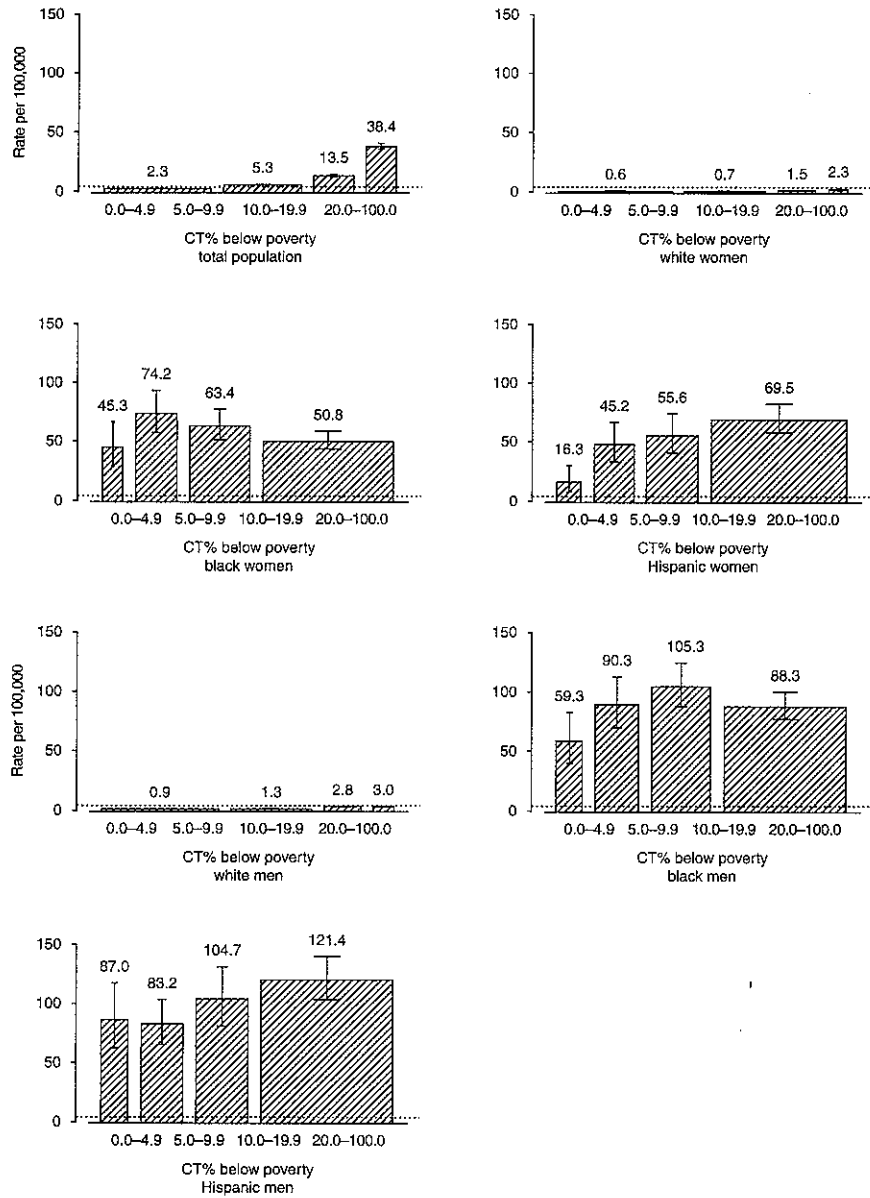 150
100
50
0
Rate per 100,000
2.3
5.3
13.5
38.4
0.0–4.9 5.0–9.9 10.0–19.9 20.0–100.0
CT% below poverty
total population
150
100
50
0
0.6
0.7
1.5
2.3
0.0–4.9 5.0–9.9 10.0–19.9 20.0–100.0
CT% below poverty
white women
150
100
50
0
45.3
74.2
63.4
50.8
0.0–4.9 5.0–9.9 10.0–19.9 20.0–100.0
CT% below poverty
black women
150
100
50
0
16.3
45.2
55.6
69.5
0.0–4.9 5.0–9.9 10.0–19.9 20.0–100.0
CT% below poverty
Hispanic women
150
100
50
0
Rate per 100,000
0.9
1.3
2.8
3.0
0.0–4.9 5.0–9.9 10.0–19.9 20.0–100.0
CT% below poverty
white men
150
100
50
0
59.3
90.3
105.3
88.3
0.0–4.9 5.0–9.9 10.0–19.9 20.0–100.0
CT% below poverty
black men
150
100
50
0
87.0
83.2
104.7
121.4
0.0–4.9 5.0–9.9 10.0–19.9 20.0–100.0
CT% below poverty
Hispanic men